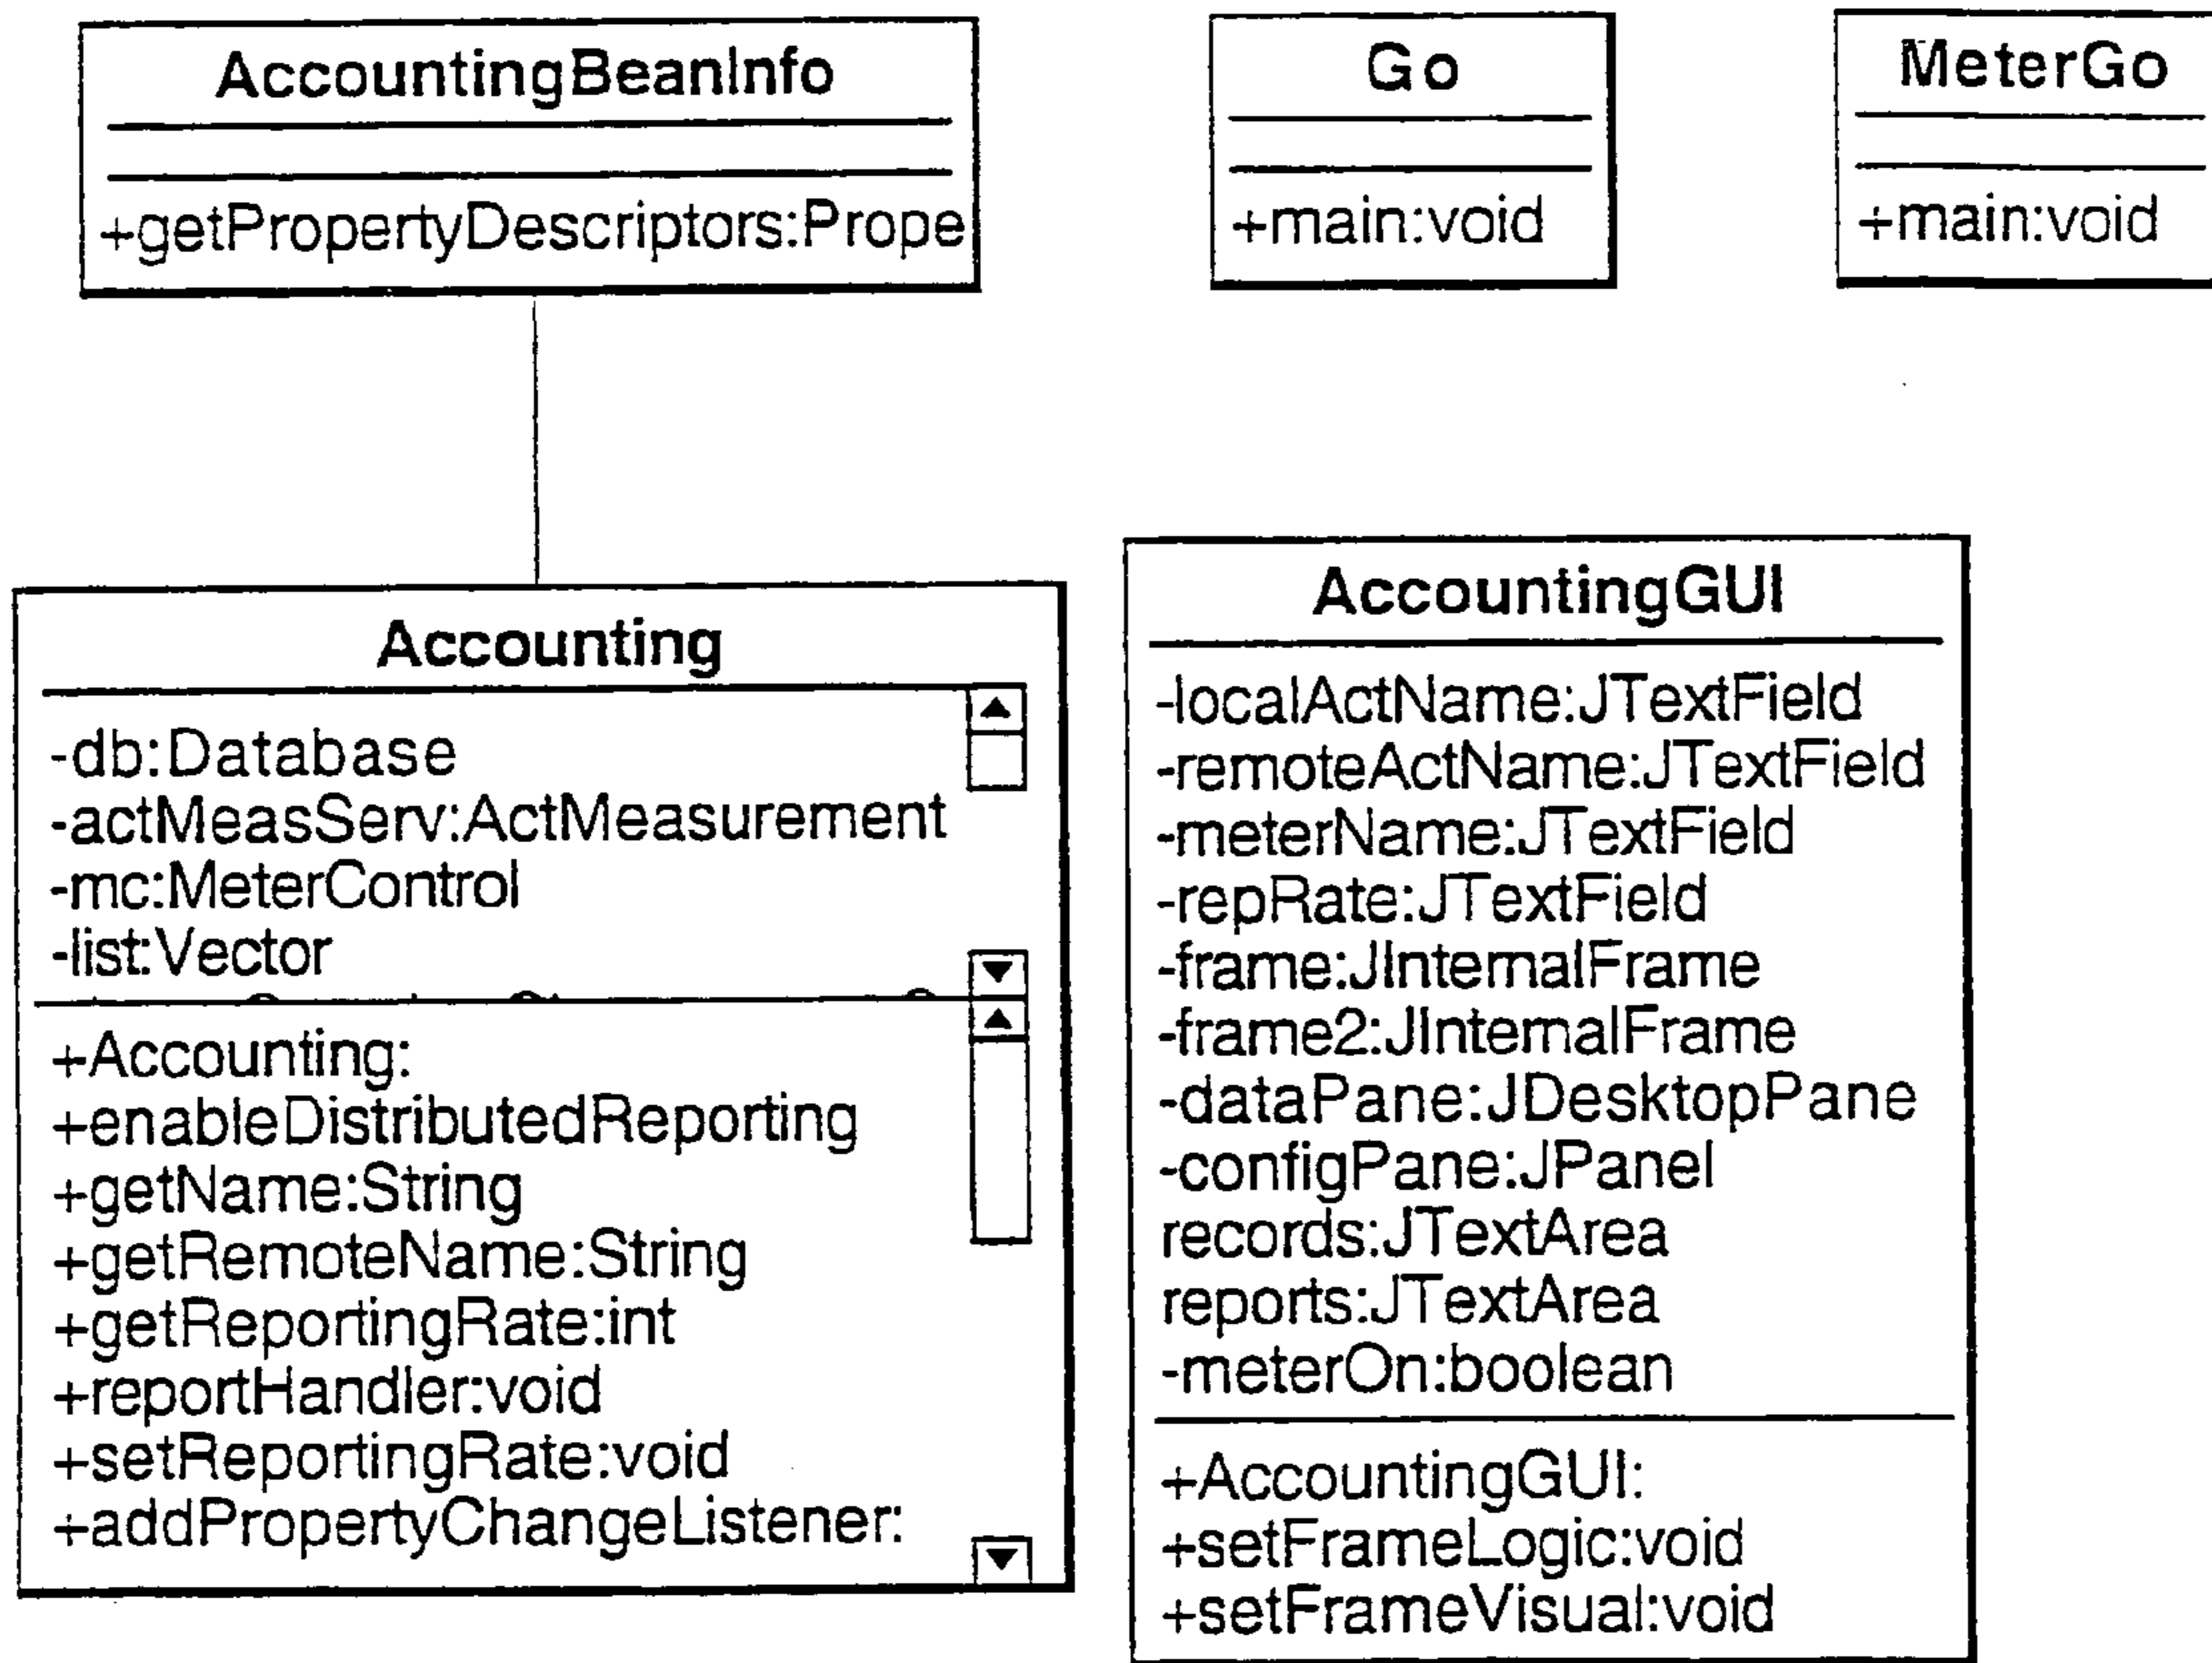 AccountingBeanInfo
+getPropertyDescriptors:Prope
Go
+main:void
MeterGo
+main:void
Accounting
-db:Database
-actMeasServ:ActMeasurement
-mc:MeterControl
-list:Vector
+Accounting:
+enableDistributedReporting
+getName:String
+getRemoteName:String
+getReportingRate:int
+reportHandler:void
+setReportingRate:void
+addPropertyChangeListener:
AccountingGUI
-localActName:JTextField
-remoteActName:JTextField
-meterName:JTextField
-repRate:JTextField
-frame:JInternalFrame
-frame2:JInternalFrame
-dataPane:JDesktopPane
-configPane:JPanel
records:JTextArea
reports:JTextArea
-meterOn:boolean
+AccountingGUI:
+setFrameLogic:void
+setFrameVisual:void